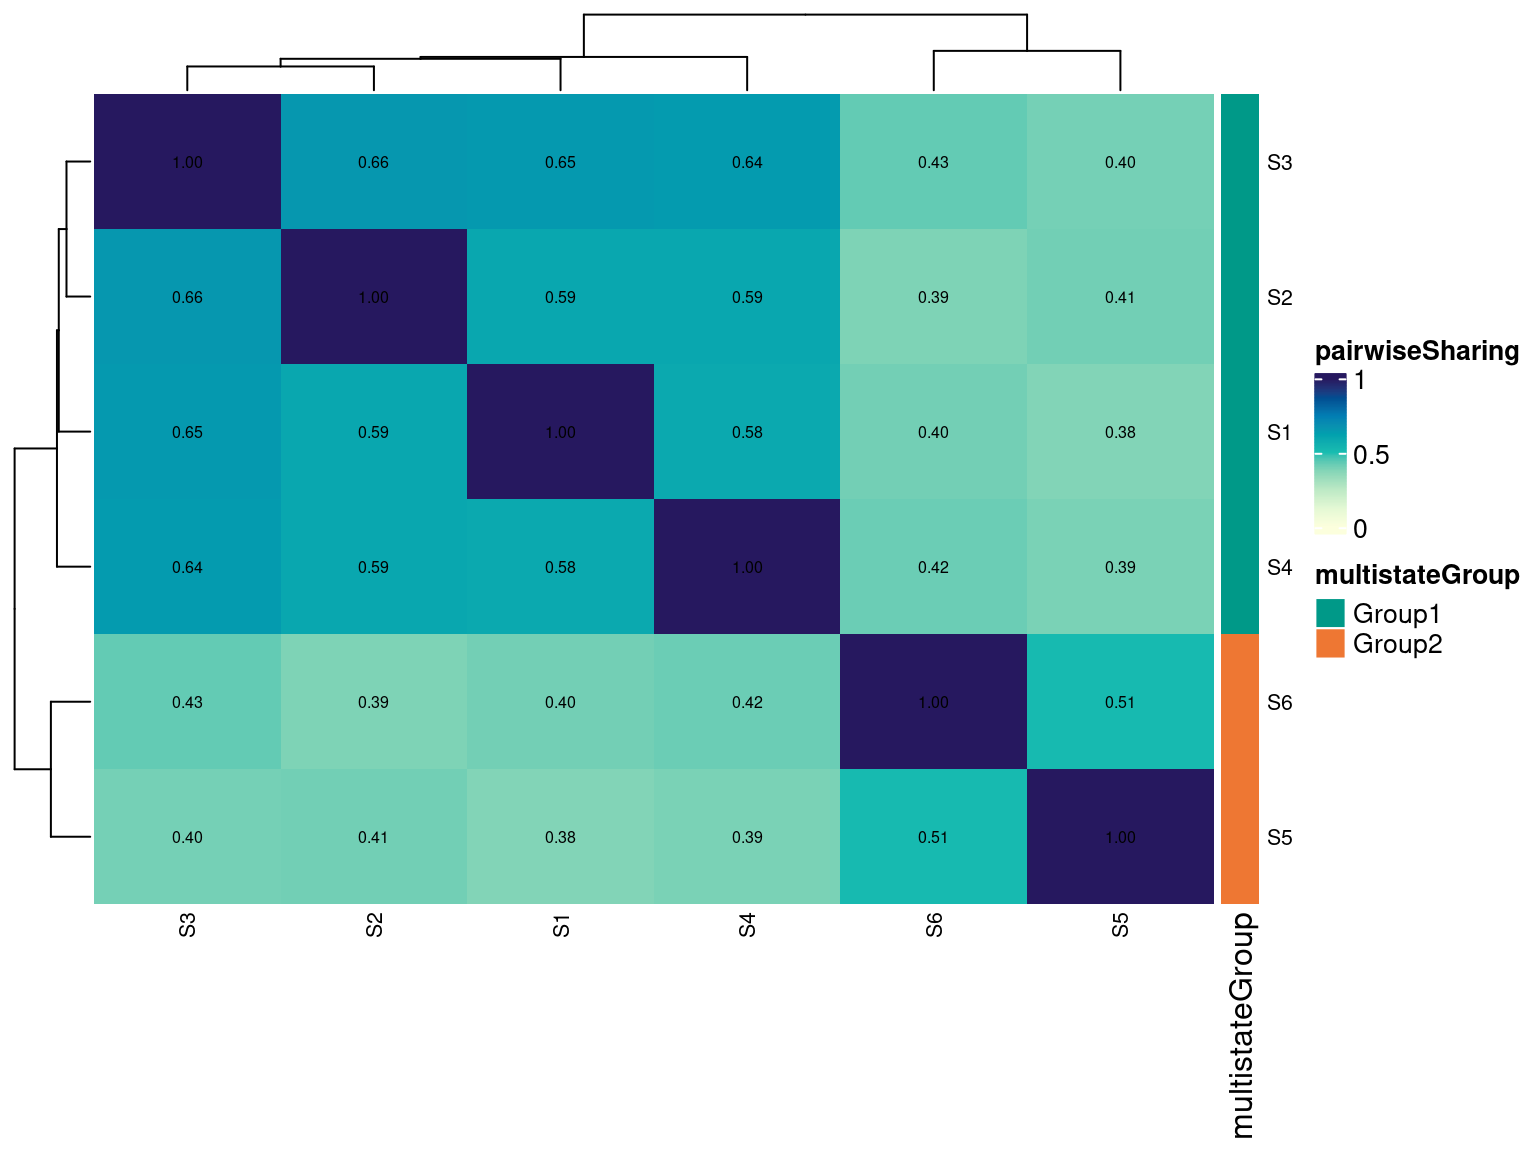 1.00 0.66 0.65 0.64 0.43 0.40 S3
0.66 1.00 0.59 0.59 0.39 0.41 S2
0.65 0.59 1.00 0.58 0.40 0.38 S1
0.64 0.59 0.58 1.00 0.42 0.39 S4
0.43 0.39 0.40 0.42 1.00 0.51 S6
0.40 0.41 0.38 0.39 0.51 1.00 S5
S3 S2 S1 S4 S6 S5
multistateGroup
pairwiseSharing
1
0.5
0
multistateGroup
Group1
Group2